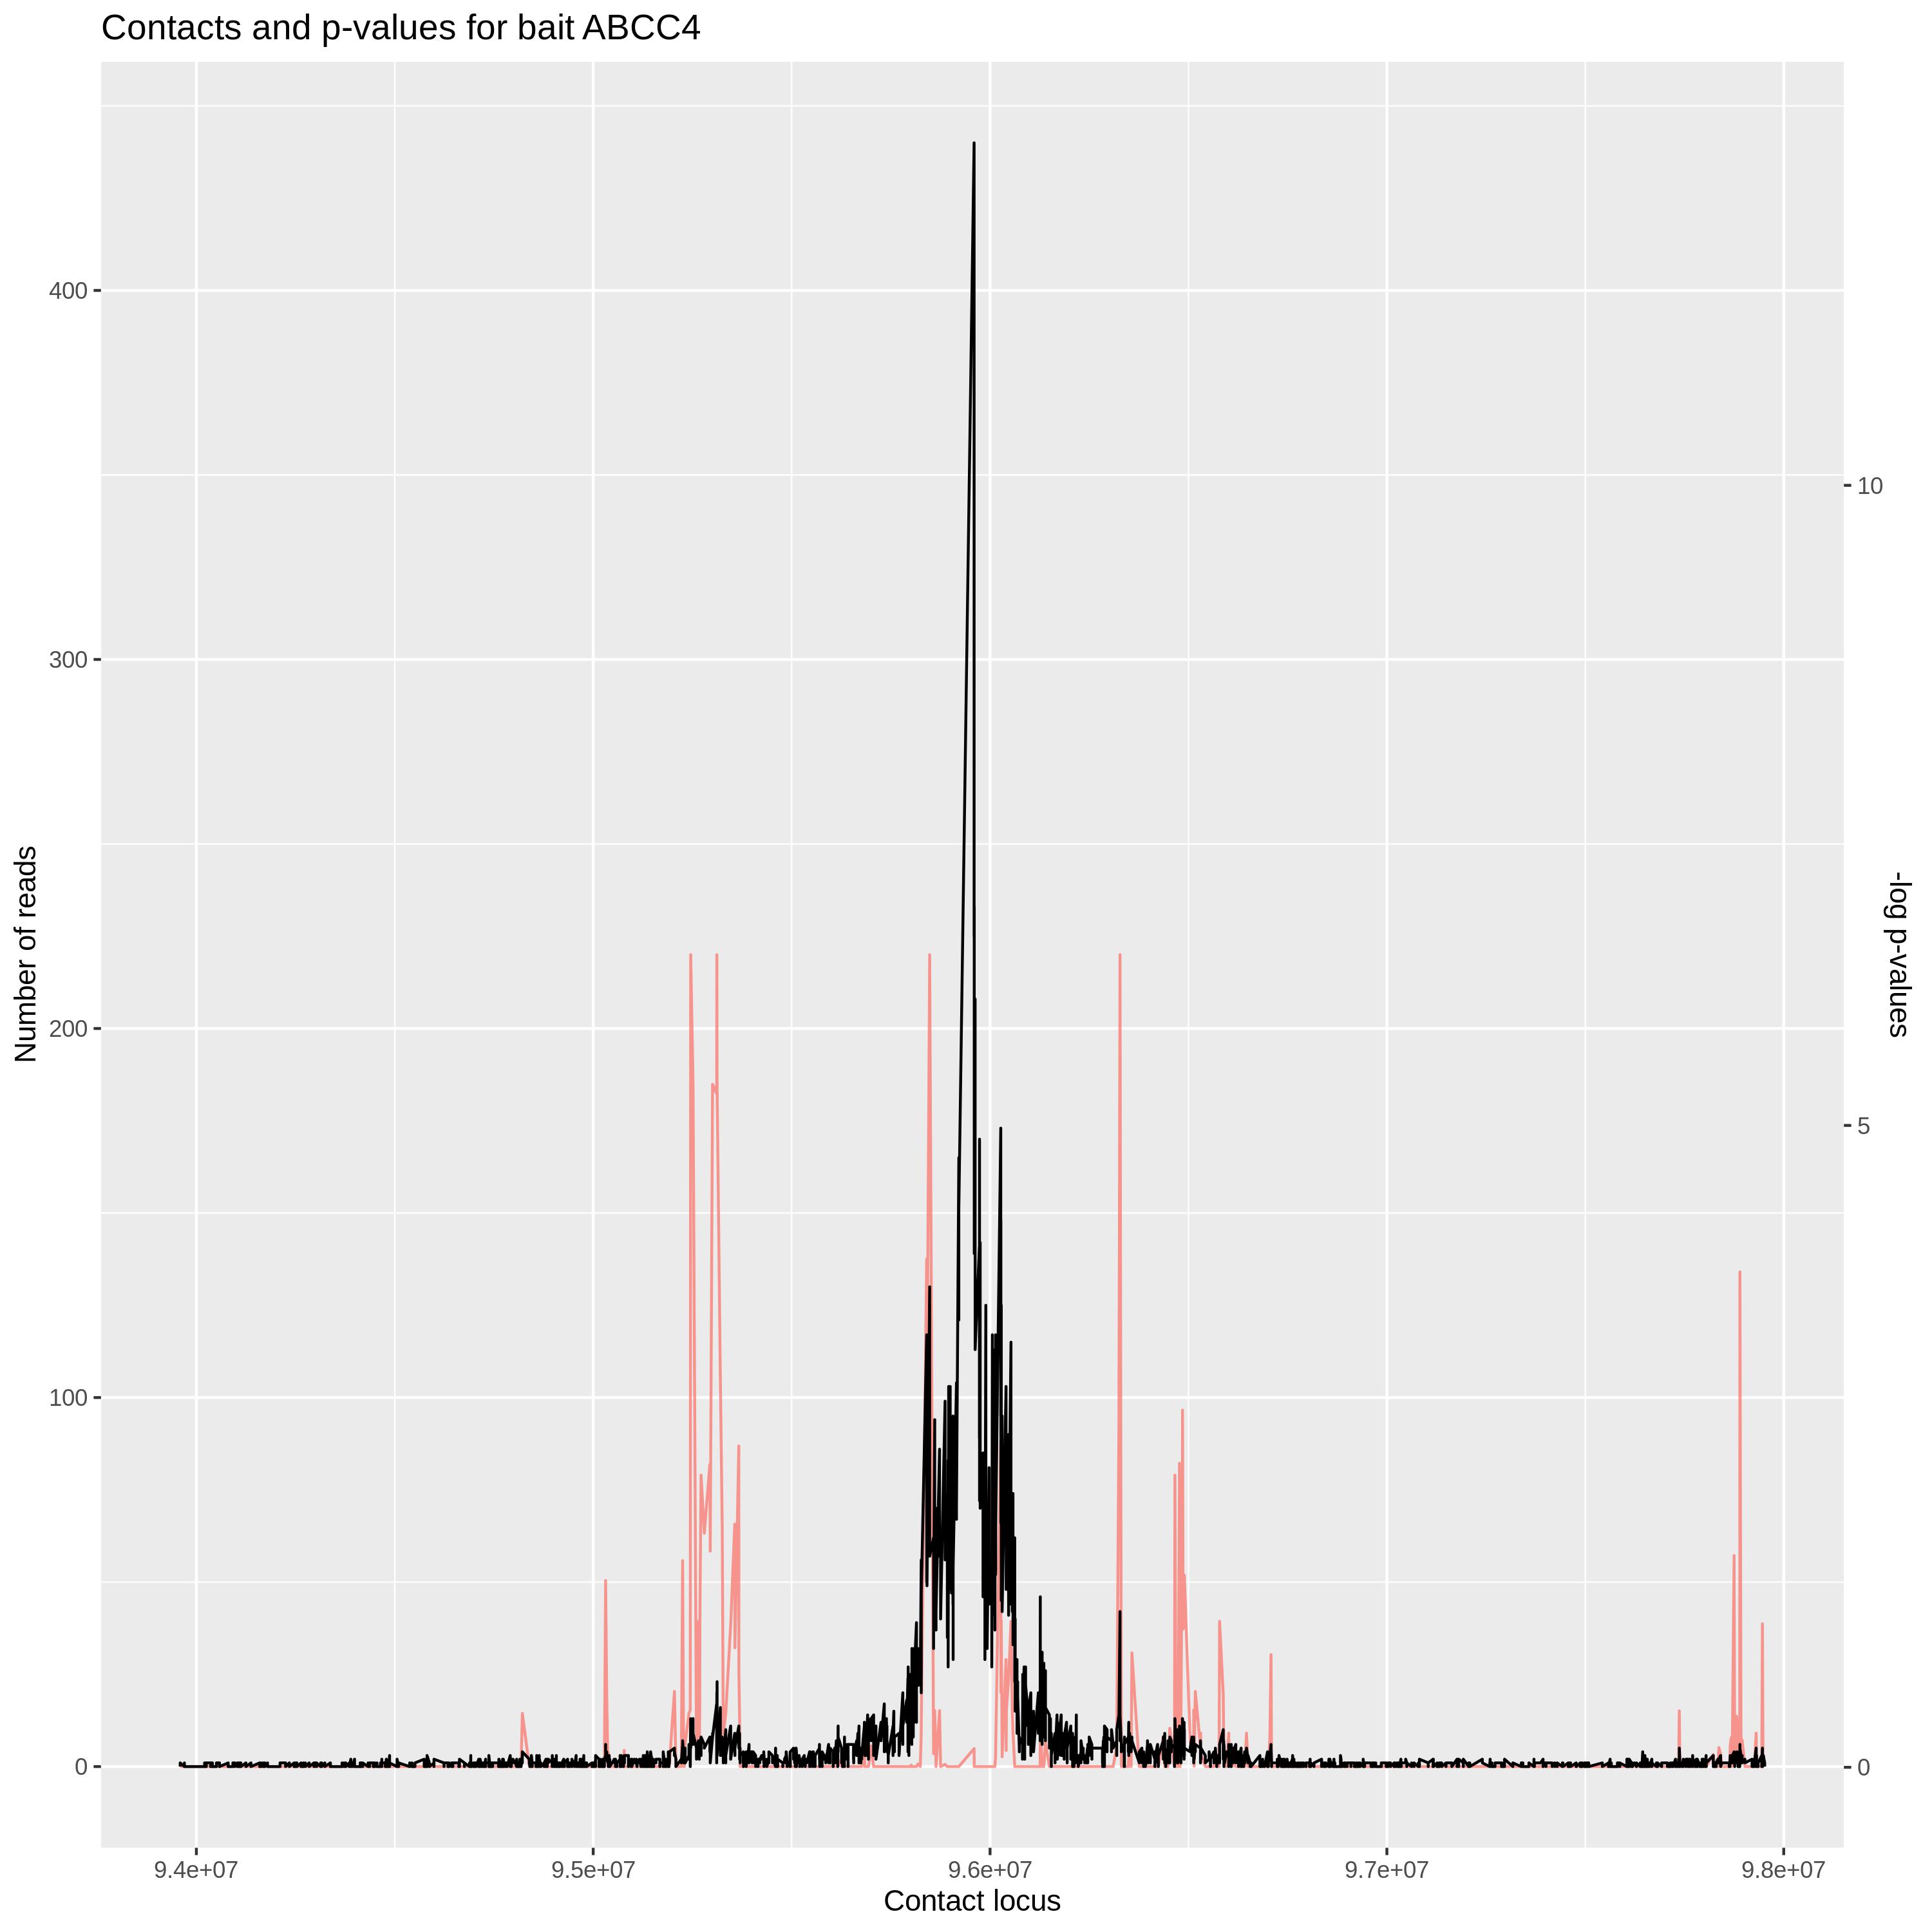 Contacts and p-values for bait ABCC4
400
300
200
100
0
Number of reads
10
5
0
-log p-values
9.4e+07 9.5e+07 9.6e+07 9.7e+07 9.8e+07
Contact locus